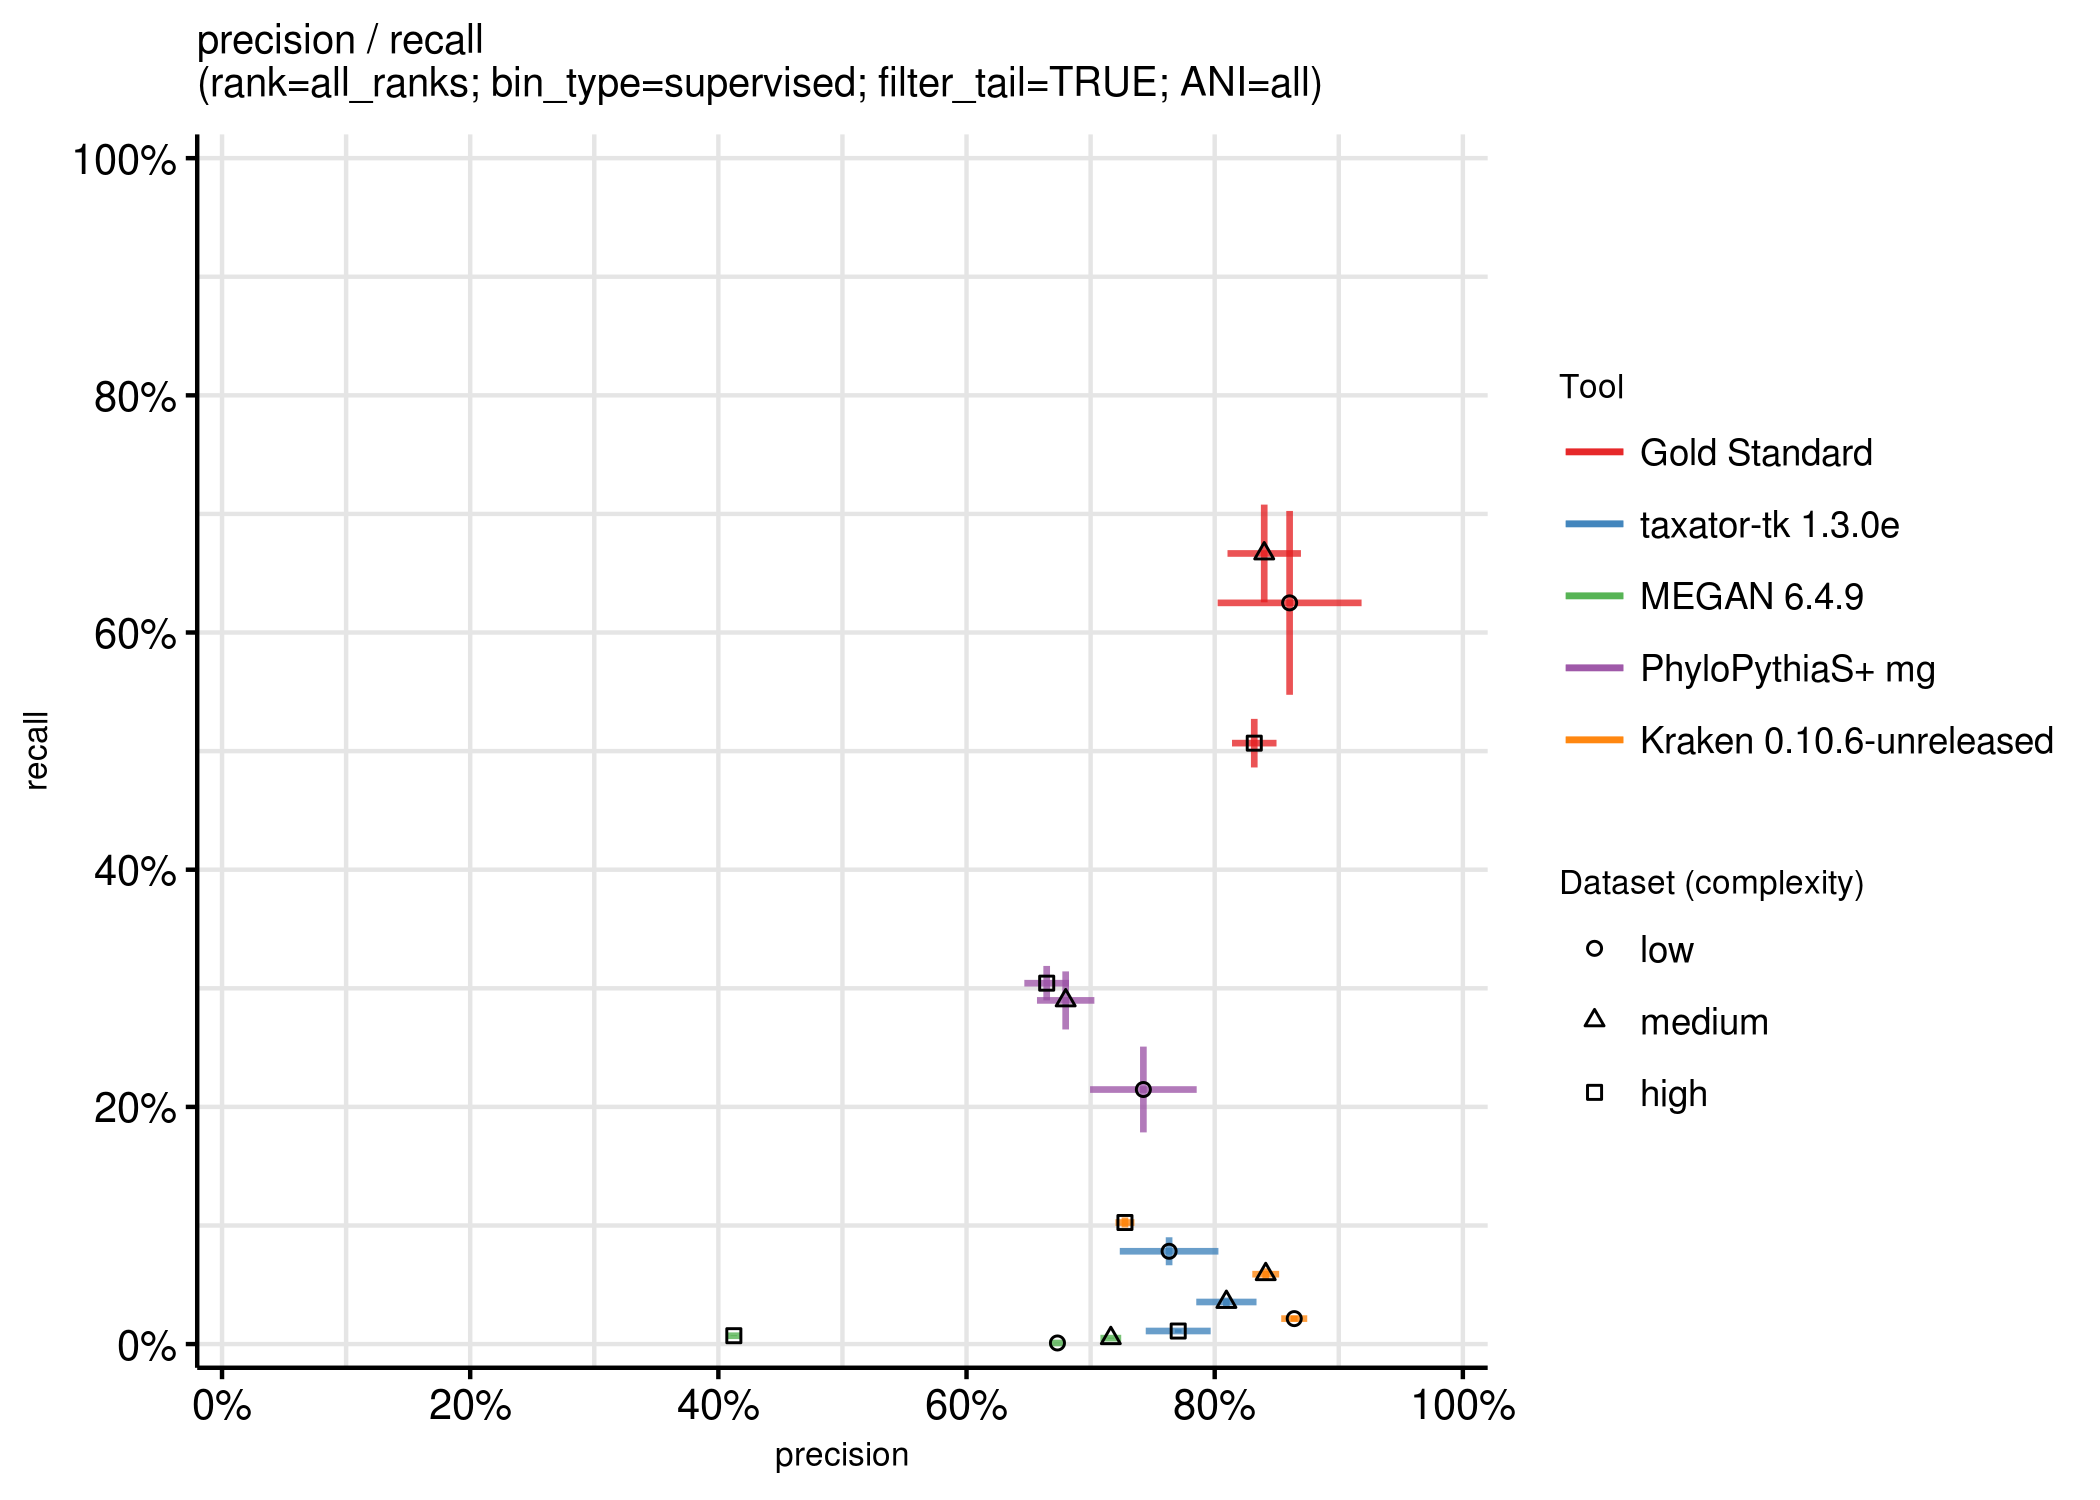 precision / recall
(rank=all_ranks; bin_type=supervised; filter_tail=TRUE; ANI=all)
100%
80%
60%
40%
20%
0%
recall
0%
20%
40%
60%
80%
100%
precision
Tool
Gold Standard
taxator-tk 1.3.0e
MEGAN 6.4.9
PhyloPythiaS+ mg
Kraken 0.10.6-unreleased
Dataset (complexity)
low
medium
high